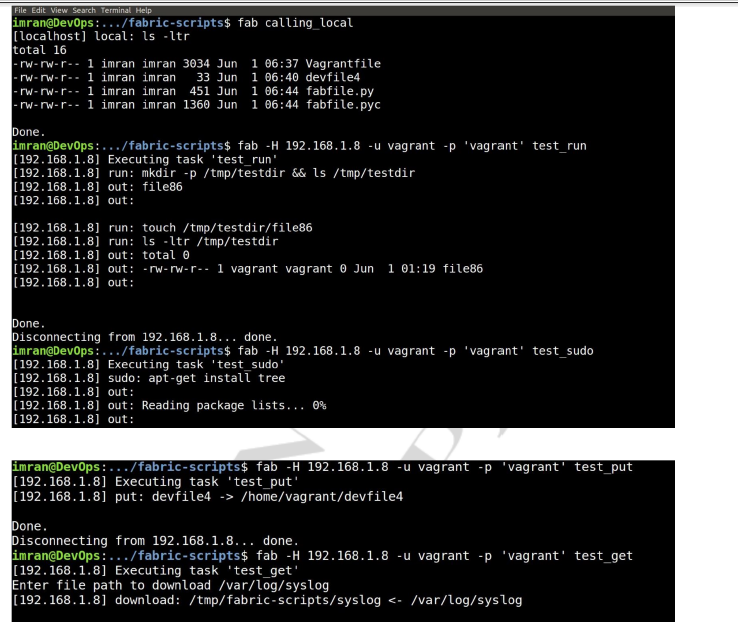 File Edit View Search Terminal Help
imran@DevOps:.../fabric-scripts$ fab calling_local
[localhost] local: ls -ltr
total 16
-rw-rw-r-- 1 imran imran 3034 Jun  1 06:37 Vagrantfile
-rw-rw-r-- 1 imran imran   33 Jun  1 06:40 devfile4
-rw-rw-r-- 1 imran imran  451 Jun  1 06:44 fabfile.py
-rw-rw-r-- 1 imran imran 1360 Jun  1 06:44 fabfile.pyc
Done.
imran@DevOps:.../fabric-scripts$ fab -H 192.168.1.8 -u vagrant -p 'vagrant' test_run
[192.168.1.8] Executing task 'test_run'
[192.168.1.8] run: mkdir -p /tmp/testdir && ls /tmp/testdir
[192.168.1.8] out: file86
[192.168.1.8] out:
[192.168.1.8] run: touch /tmp/testdir/file86
[192.168.1.8] run: ls -ltr /tmp/testdir
[192.168.1.8] out: total 0
[192.168.1.8] out: -rw-rw-r-- 1 vagrant vagrant 0 Jun  1 01:19 file86
[192.168.1.8] out:
Done.
Disconnecting from 192.168.1.8... done.
imran@DevOps:.../fabric-scripts$ fab -H 192.168.1.8 -u vagrant -p 'vagrant' test_sudo
[192.168.1.8] Executing task 'test_sudo'
[192.168.1.8] sudo: apt-get install tree
[192.168.1.8] out:
[192.168.1.8] out: Reading package lists... 0%
[192.168.1.8] out:
imran@DevOps:.../fabric-scripts$ fab -H 192.168.1.8 -u vagrant -p 'vagrant' test_put
[192.168.1.8] Executing task 'test_put'
[192.168.1.8] put: devfile4 -> /home/vagrant/devfile4
Done.
Disconnecting from 192.168.1.8... done.
imran@DevOps:.../fabric-scripts$ fab -H 192.168.1.8 -u vagrant -p 'vagrant' test_get
[192.168.1.8] Executing task 'test_get'
Enter file path to download /var/log/syslog
[192.168.1.8] download: /tmp/fabric-scripts/syslog <- /var/log/syslog